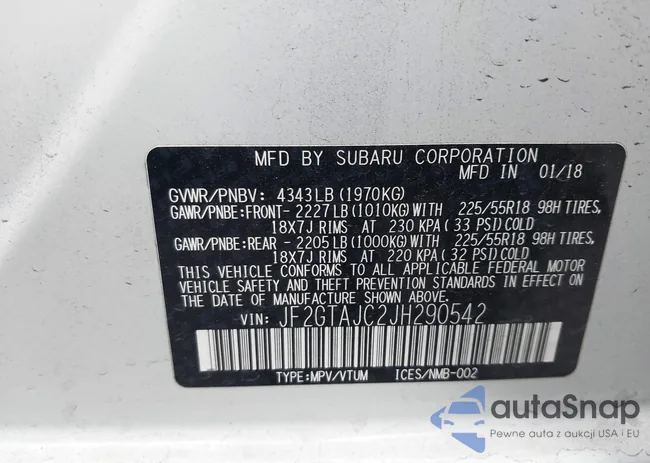 MFD BY SUBARU CORPORATION
MFD IN 01/18
GVWR/PNBV: 4343LB(1970KG)
GAWR/PNBE:FRONT-2227LB(1010KG)WITH 225/55R18 98H TIRES,
18X7J RIMS AT 230 KPA(33 PSI)COLD
GAWR/PNBE:REAR -2205LB(1000KG)WITH 225/55R18 98H TIRES,
18X7J RIMS AT 220 KPA(32 PSI)COLD
THIS VEHICLE CONFORMS TO ALL APPLICABLE FEDERAL MOTOR
VEHICLE SAFETY THEFT PREVENTION STANDARDS IN EFFECT
ON THE DATE OF MANUFACTURE SHOWN ABOVE.
VIN: JF2GTAJC2JH290542
TYPE:MPV/VTUM ICES/NMB-002
autaSnap
Pewne auta z aukcji USA i EU